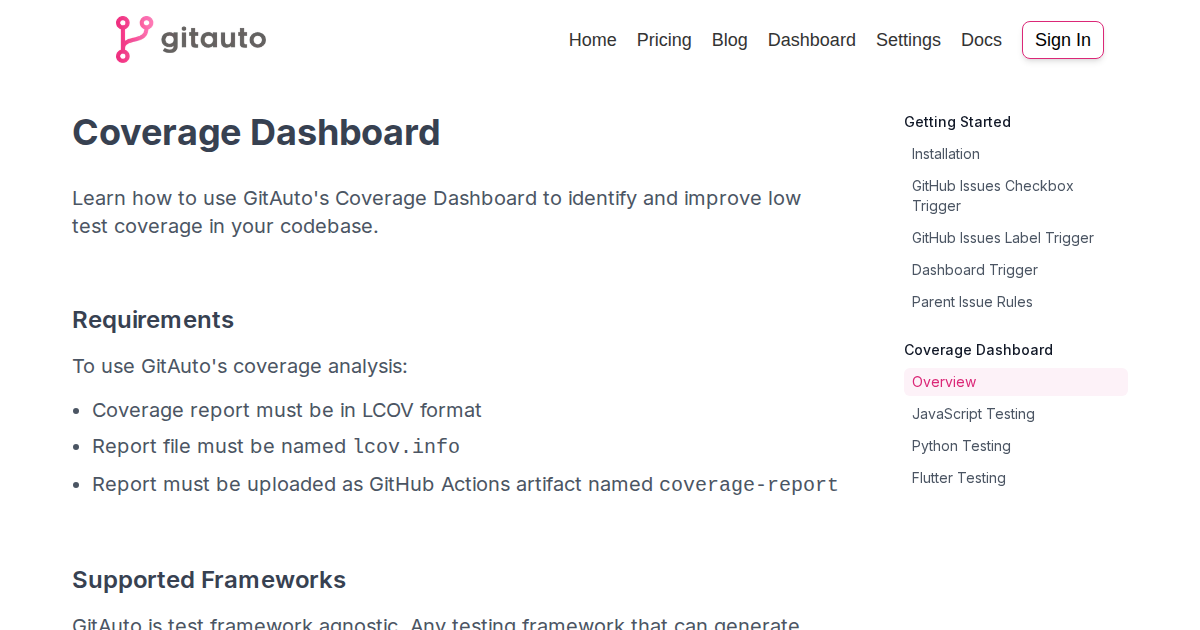 gitauto
Home
Pricing
Blog
Dashboard
Settings
Docs
Sign In
Coverage Dashboard
Learn how to use GitAuto's Coverage Dashboard to identify and improve low
test coverage in your codebase.
Requirements
To use GitAuto's coverage analysis:
Coverage report must be in LCOV format
Report file must be named lcov.info
Report must be uploaded as GitHub Actions artifact named coverage-report
Supported Frameworks
GitAuto is test framework agnostic. Any testing framework that can generate
Getting Started
Installation
GitHub Issues Checkbox
Trigger
GitHub Issues Label Trigger
Dashboard Trigger
Parent Issue Rules
Coverage Dashboard
Overview
JavaScript Testing
Python Testing
Flutter Testing